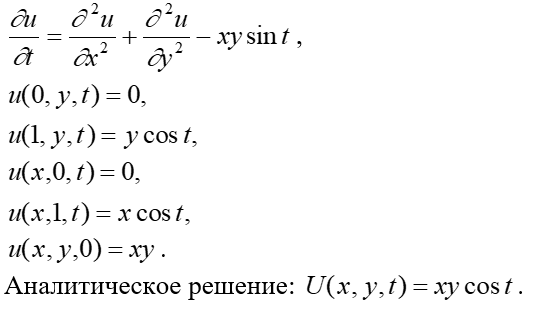 ∂u/∂t = ∂²u/∂x² + ∂²u/∂y² − xy sin t ,
u(0, y,t) = 0,
u(1, y,t) = y cos t,
u(x,0,t) = 0,
u(x,1,t) = x cos t,
u(x, y,0) = xy .
Аналитическое решение: U(x, y,t) = xy cos t .